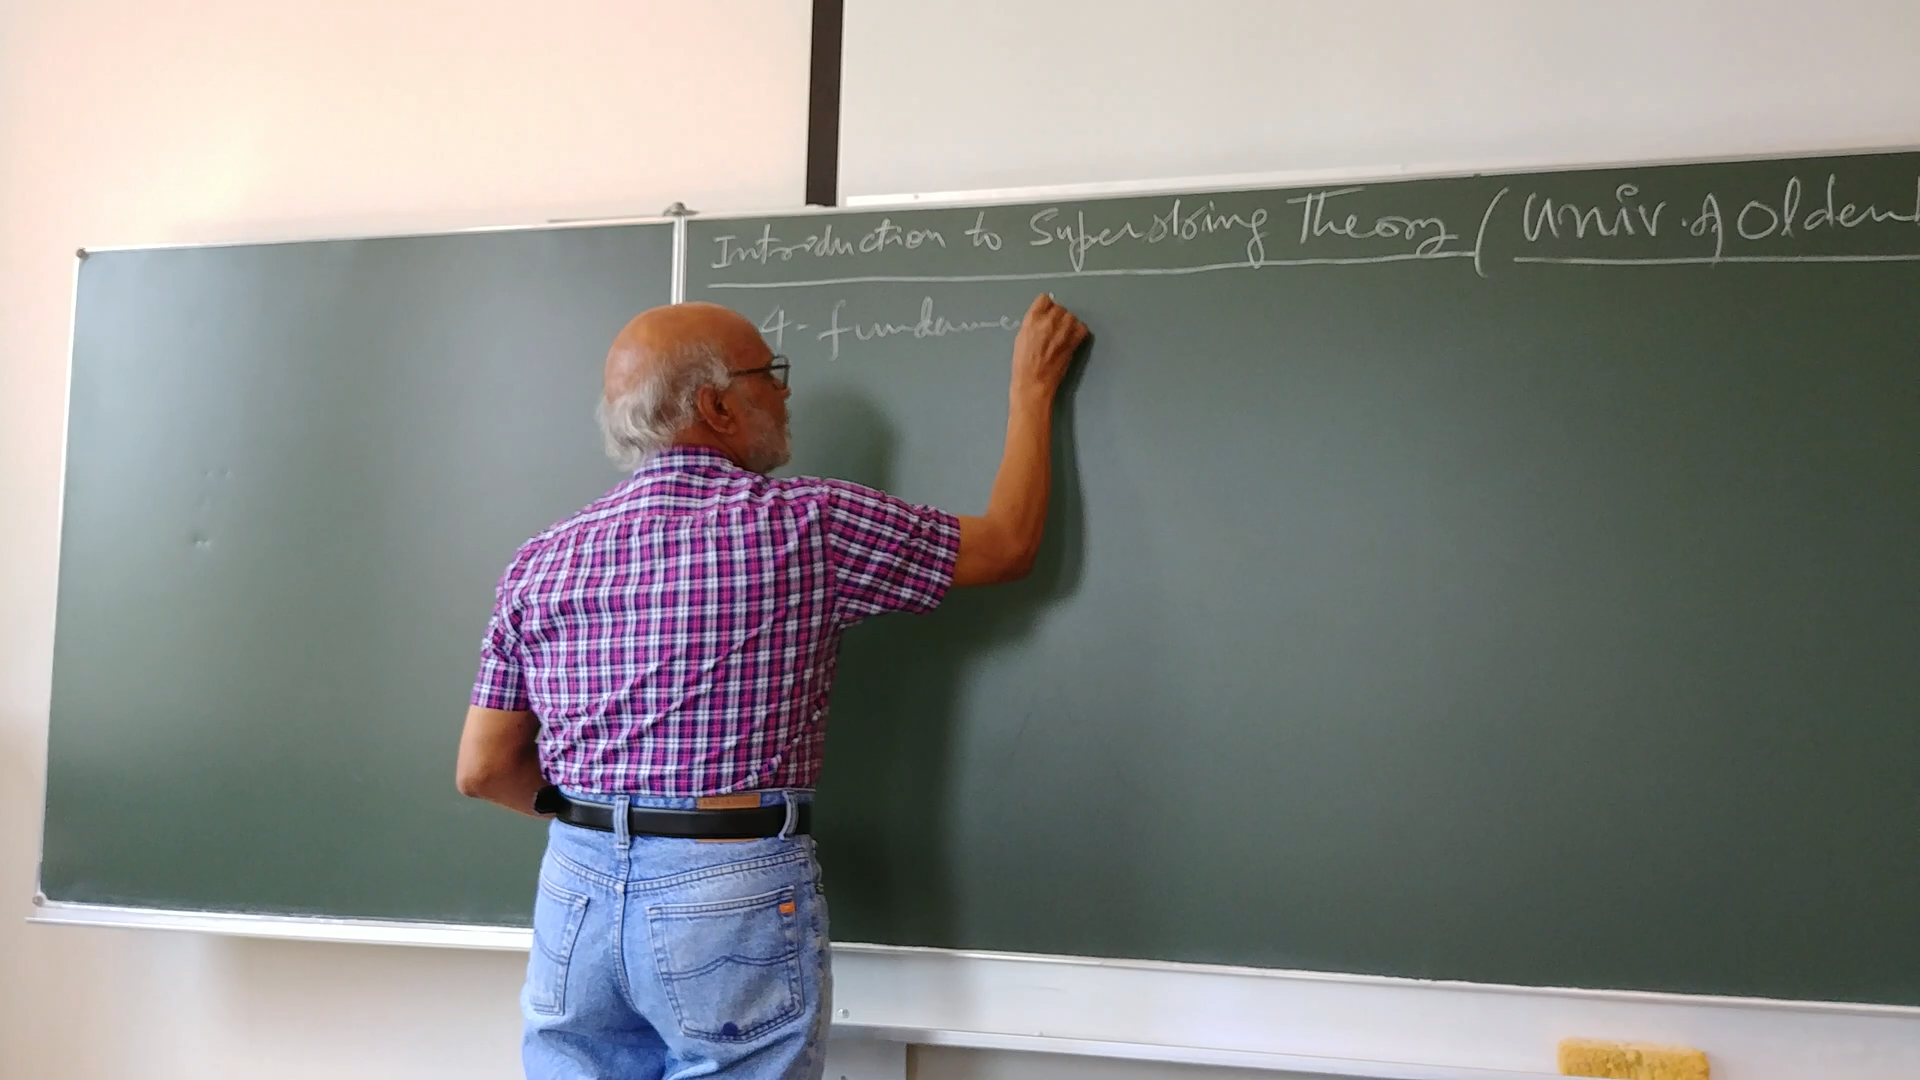 Introduction to Superstring Theory (Univ. of Olden
4- fundame